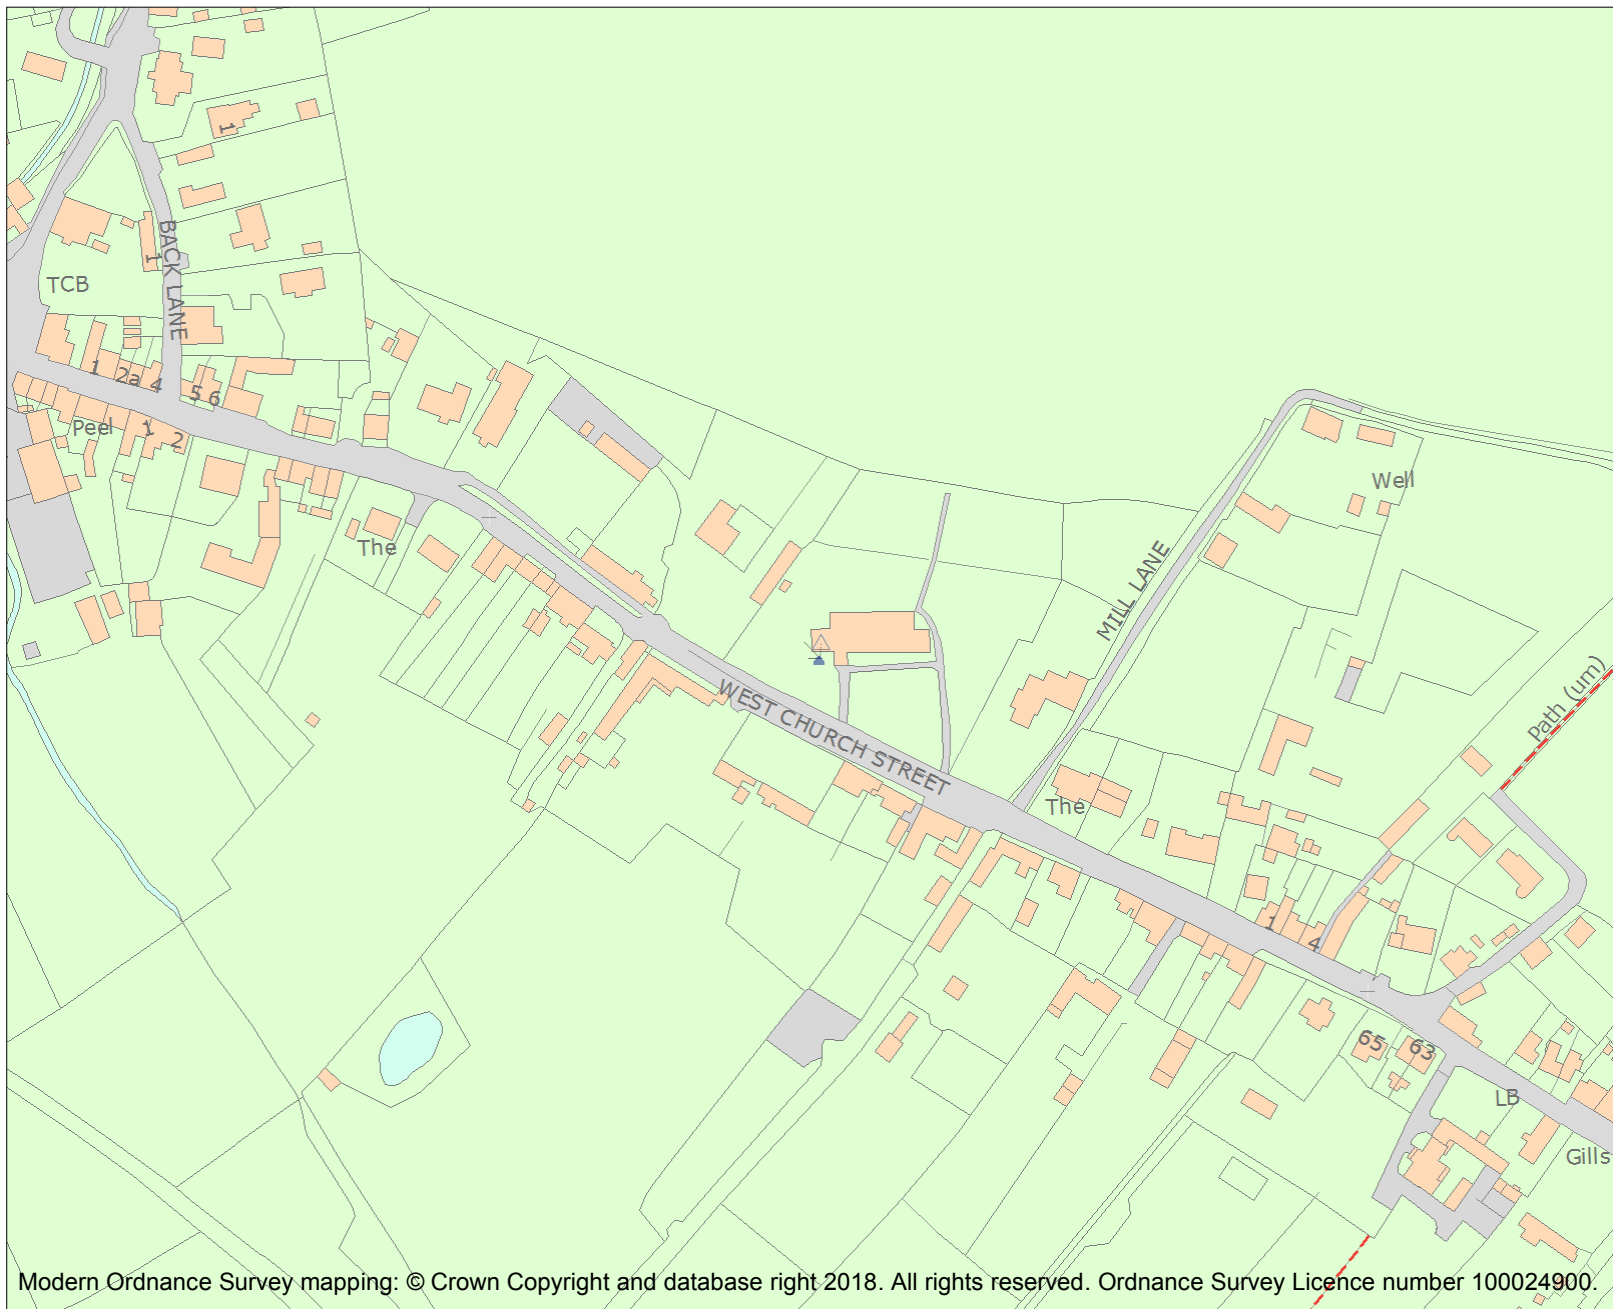 1
BACK LANE
1
TCB
1
2a
4
5
6
Peel
1
2
The
Well
MILL LANE
Path (um)
WEST CHURCH STREET
The
1
4
65
63
LB
Gills
Modern Ordnance Survey mapping: © Crown Copyright and database right 2018. All rights reserved. Ordnance Survey Licence number 100024900.